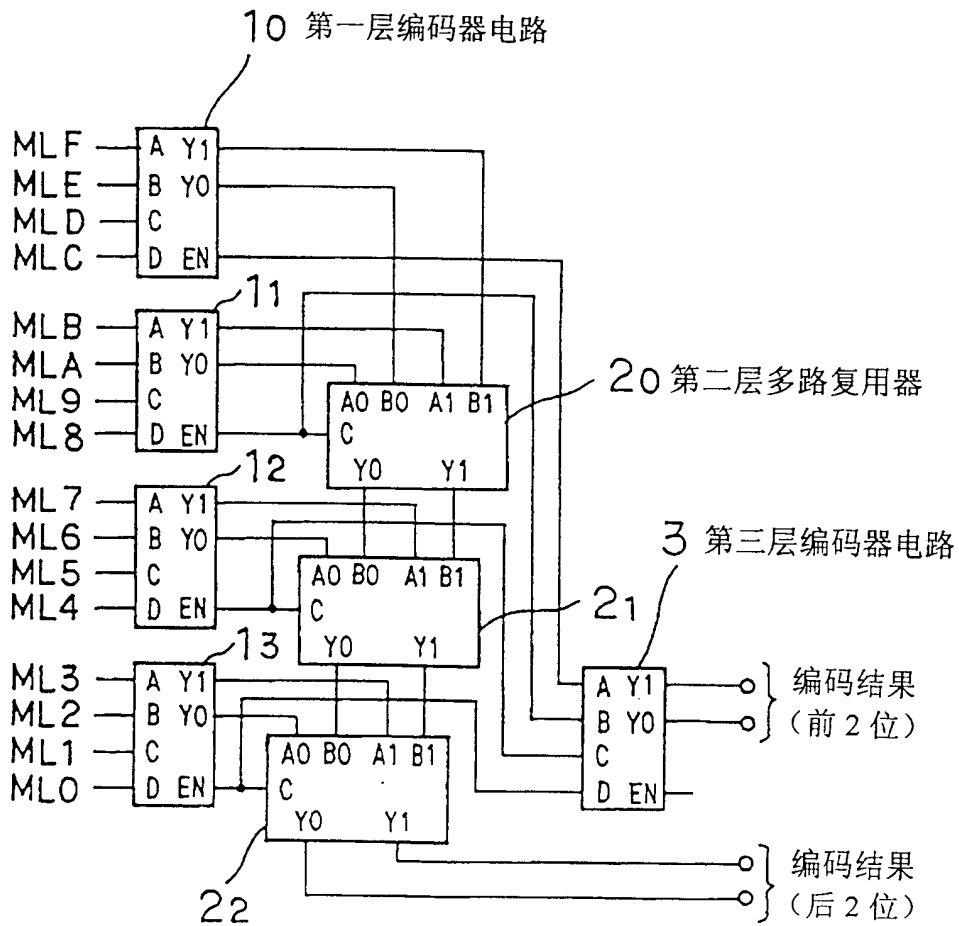 10 第一层编码器电路
MLF A Y1
MLE B Y0
MLD C
MLC D EN
11
MLB A Y1
MLA B Y0
ML9 C
ML8 D EN
20 第二层多路复用器
A0 B0 A1 B1
C
Y0 Y1
12
ML7 A Y1
ML6 B Y0
ML5 C
ML4 D EN
A0 B0 A1 B1
C
Y0 Y1
21
3 第三层编码器电路
13
ML3 A Y1
ML2 B Y0
ML1 C
ML0 D EN
A0 B0 A1 B1
C
Y0 Y1
22
A Y1
B Y0
C
D EN
编码结果
(前2位)
编码结果
(后2位)